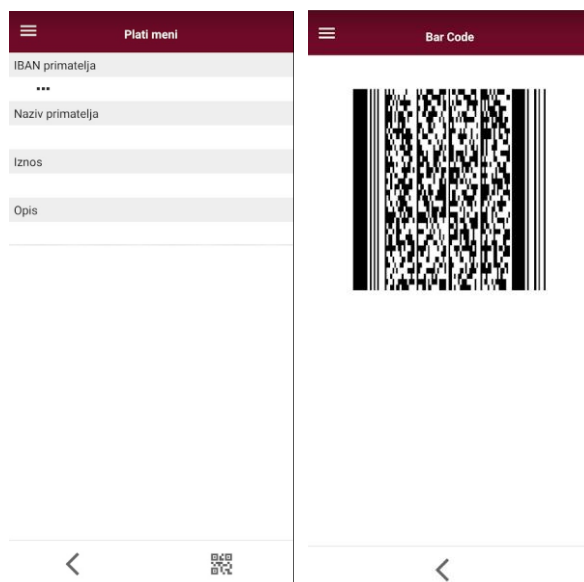 Plati meni
IBAN primatelja
...
Naziv primatelja
Iznos
Opis
Bar Code